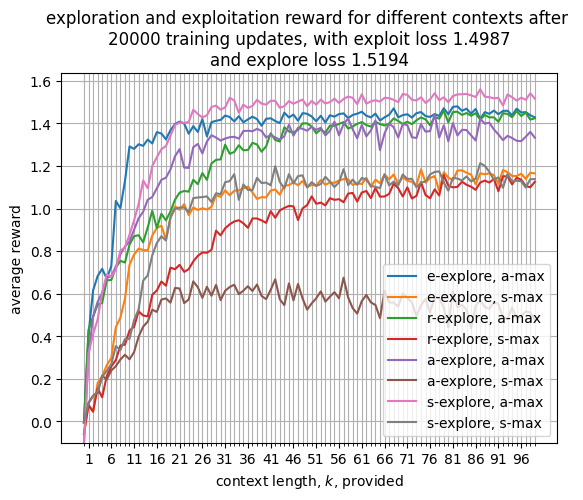 exploration and exploitation reward for different contexts after
20000 training updates, with exploit loss 1.4987
and explore loss 1.5194
1.6
1.4
1.2
1.0
0.8
0.6
0.4
0.2
0.0
average reward
e-explore, a-max
e-explore, s-max
r-explore, a-max
r-explore, s-max
a-explore, a-max
a-explore, s-max
s-explore, a-max
s-explore, s-max
1 6 11 16 21 26 31 36 41 46 51 56 61 66 71 76 81 86 91 96
context length, k, provided